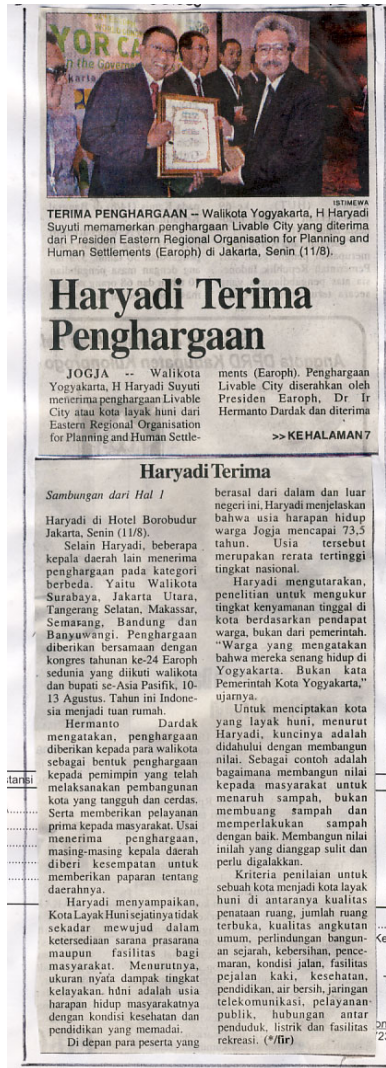 YOR CA
n the Governme
karta
ISTIMEWA
TERIMA PENGHARGAAN -- Walikota Yogyakarta, H Haryadi
Suyuti memamerkan penghargaan Livable City yang diterima
dari Presiden Eastern Regional Organisation for Planning and
Human Settlements (Earoph) di Jakarta, Senin (11/8).
Haryadi Terima
Penghargaan
JOGJA -- Walikota
Yogyakarta, H Haryadi Suyuti
menerima penghargaan Livable
City atau kota layak huni dari
Eastern Regional Organisation
for Planning and Human Settle-
ments (Earoph). Penghargaan
Livable City diserahkan oleh
Presiden Earoph, Dr Ir
Hermanto Dardak dan diterima
>> KE HALAMAN 7
Haryadi Terima
Sambungan dari Hal 1
Haryadi di Hotel Borobudur
Jakarta, Senin (11/8).
Selain Haryadi, beberapa
kepala daerah lain menerima
penghargaan pada kategori
berbeda. Yaitu Walikota
Surabaya, Jakarta Utara,
Tangerang Selatan, Makassar,
Semarang, Bandung dan
Banyuwangi. Penghargaan
diberikan bersamaan dengan
kongres tahunan ke-24 Earoph
sedunia yang diikuti walikota
dan bupati se-Asia Pasifik, 10-
13 Agustus. Tahun ini Indone-
sia menjadi tuan rumah.
Hermanto Dardak
mengatakan, penghargaan
diberikan kepada para walikota
sebagai bentuk penghargaan
kepada pemimpin yang telah
melaksanakan pembangunan
kota yang tangguh dan cerdas.
Serta memberikan pelayanan
prima kepada masyarakat. Usai
menerima penghargaan,
masing-masing kepala daerah
diberi kesempatan untuk
memberikan paparan tentang
daerahnya.
Haryadi menyampaikan,
Kota Layak Huni sejatinya tidak
sekadar mewujud dalam
ketersediaan sarana prasarana
maupun fasilitas bagi
masyarakat. Menurutnya,
ukuran nyata dampak tingkat
kelayakan huni adalah usia
harapan hidup masyarakatnya
dengan kondisi kesehatan dan
pendidikan yang memadai.
Di depan para peserta yang
berasal dari dalam dan luar
negeri ini, Haryadi menjelaskan
bahwa usia harapan hidup
warga Jogja mencapai 73,5
tahun. Usia tersebut
merupakan rerata tertinggi
tingkat nasional.
Haryadi mengutarakan,
penelitian untuk mengukur
tingkat kenyamanan tinggal di
kota berdasarkan pendapat
warga, bukan dari pemerintah.
“Warga yang mengatakan
bahwa mereka senang hidup di
Yogyakarta. Bukan kata
Pemerintah Kota Yogyakarta,”
ujarnya.
Untuk menciptakan kota
yang layak huni, menurut
Haryadi, kuncinya adalah
didahului dengan membangun
nilai. Sebagai contoh adalah
bagaimana membangun nilai
kepada masyarakat untuk
menaruh sampah, bukan
membuang sampah dan
memperlakukan sampah
dengan baik. Membangun nilai
inilah yang dianggap sulit dan
perlu digalakkan.
Kriteria penilaian untuk
sebuah kota menjadi kota layak
huni di antaranya kualitas
penataan ruang, jumlah ruang
terbuka, kualitas angkutan
umum, perlindungan bangun-
an sejarah, kebersihan, pence-
maran, kondisi jalan, fasilitas
pejalan kaki, kesehatan,
pendidikan, air bersih, jaringan
telekomunikasi, pelayanan
publik, hubungan antar
penduduk, listrik dan fasilitas
rekreasi. (*/fir)
stansi